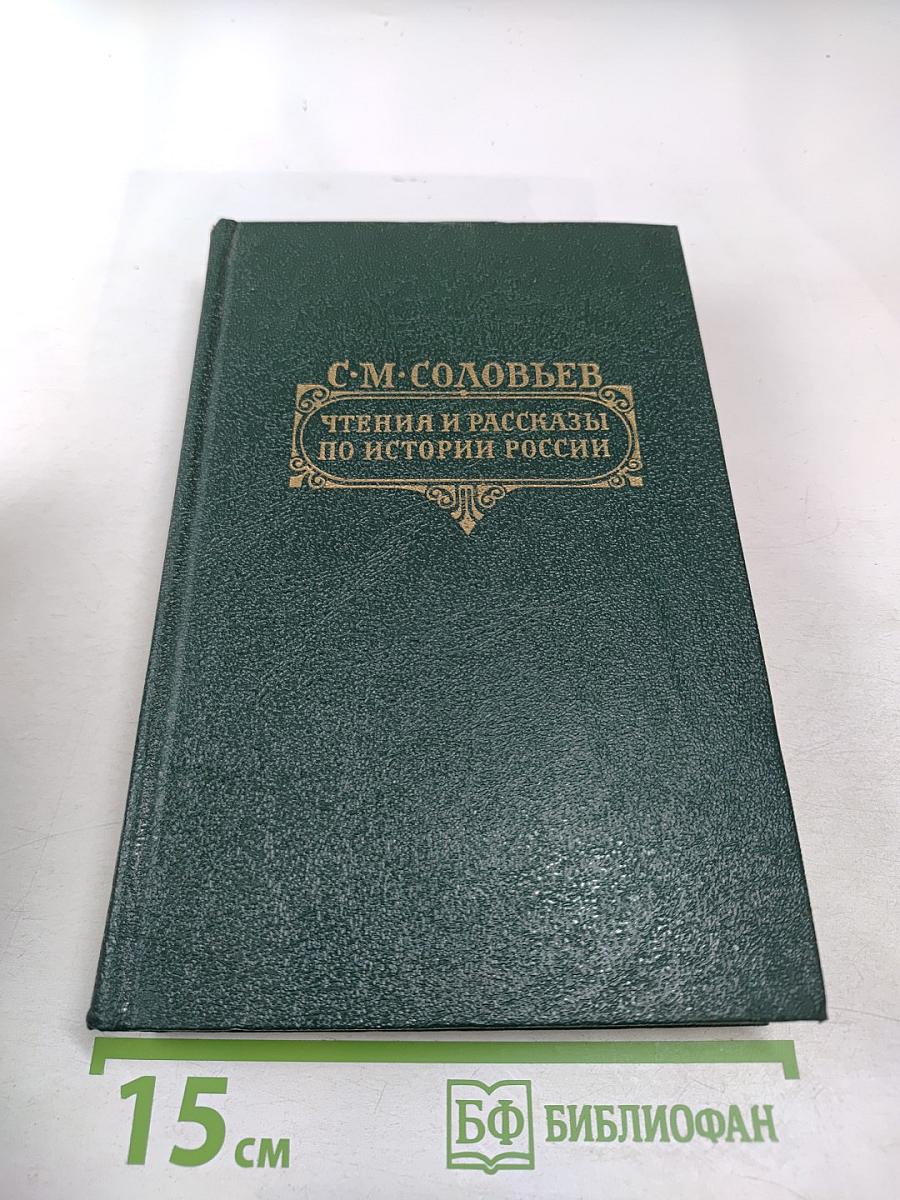 С·М·СОЛОВЬЕВ
ЧТЕНИЯ И РАССКАЗЫ
ПО ИСТОРИИ РОССИИ
15 см
БФ БИБЛИОФАН